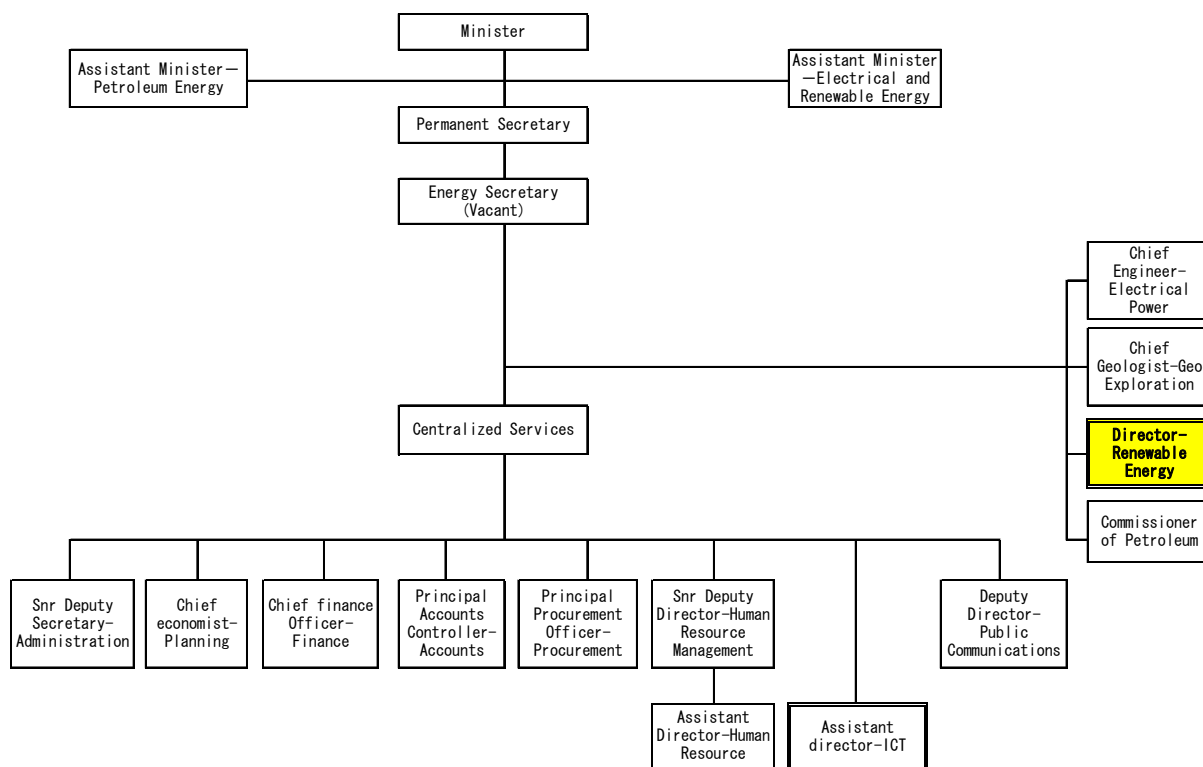 Minister
Assistant Minister—
Petroleum Energy
Assistant Minister
—Electrical and
Renewable Energy
Permanent Secretary
Energy Secretary
(Vacant)
Chief
Engineer-
Electrical
Power
Chief
Geologist-Geo
Exploration
Director-
Renewable
Energy
Commissioner
of Petroleum
Centralized Services
Snr Deputy
Secretary-
Administration
Chief
economist-
Planning
Chief finance
Officer-
Finance
Principal
Accounts
Controller-
Accounts
Principal
Procurement
Officer-
Procurement
Snr Deputy
Director-Human
Resource
Management
Deputy
Director-
Public
Communications
Assistant
Director-Human
Resource
Assistant
director-ICT